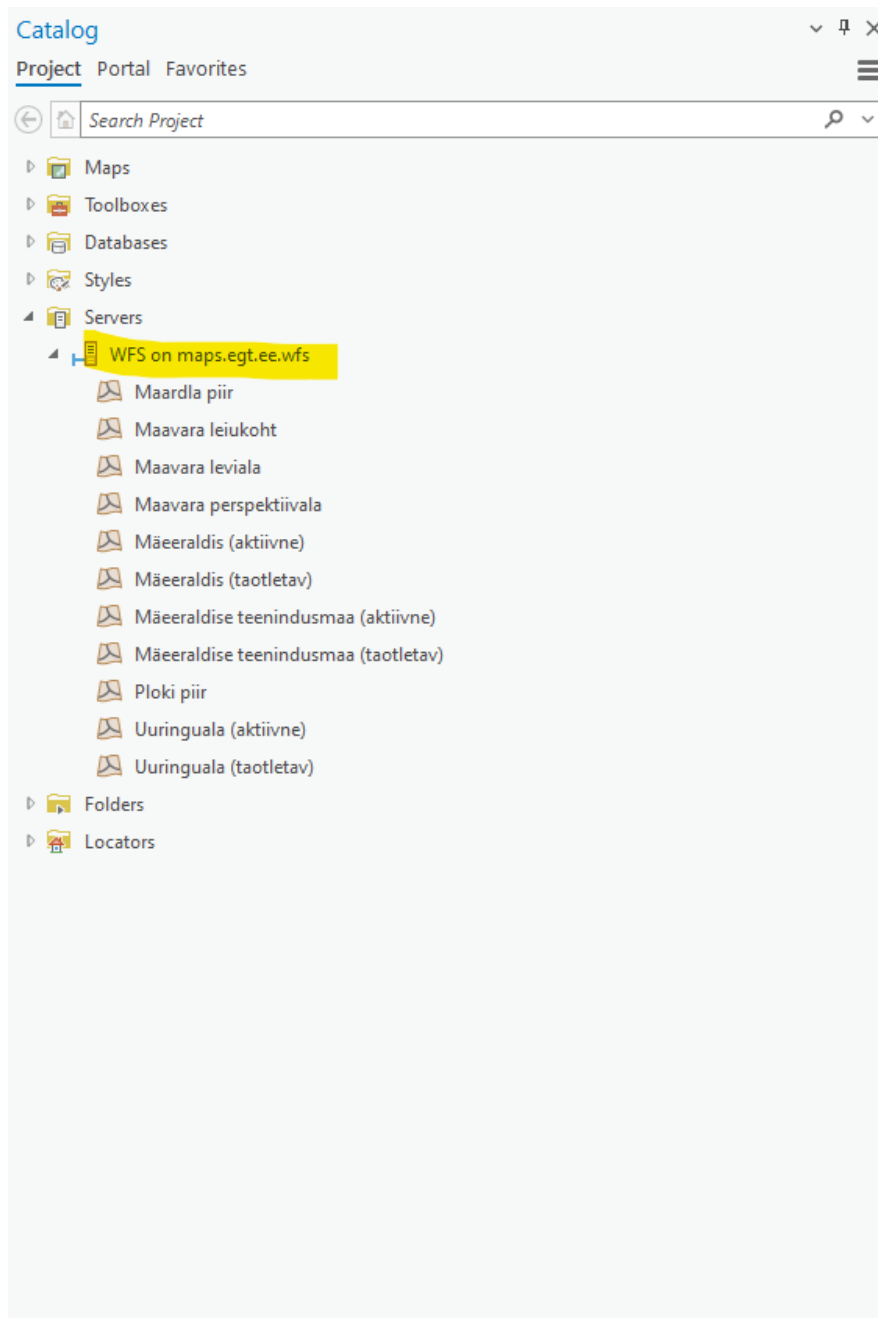 Catalog
Project Portal Favorites
Search Project
Maps
Toolboxes
Databases
Styles
Servers
WFS on maps.egt.ee.wfs
Maardla piir
Maavara leiukoht
Maavara leviala
Maavara perspektiivala
Mäeeraldis (aktiivne)
Mäeeraldis (taotletav)
Mäeeraldise teenindusmaa (aktiivne)
Mäeeraldise teenindusmaa (taotletav)
Ploki piir
Uuringuala (aktiivne)
Uuringuala (taotletav)
Folders
Locators